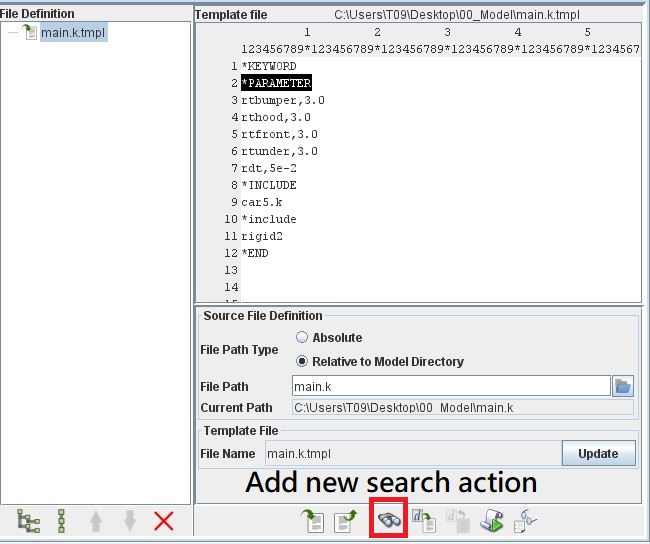 File Definition
main.k.tmpl
Template file C:\Users\T09\Desktop\00_Model\main.k.tmpl
1 2 3 4 5
123456789*123456789*123456789*123456789*123456789*1234567
1 *KEYWORD
2 *PARAMETER
3 rtbumper,3.0
4 rthood,3.0
5 rtfront,3.0
6 rtunder,3.0
7 rdt,5e-2
8 *INCLUDE
9 car5.k
10 *include
11 rigid2
12 *END
13
14
15
Source File Definition
File Path Type
Absolute
Relative to Model Directory
File Path main.k
Current Path C:\Users\T09\Desktop\00_Model\main.k
Template File
File Name main.k.tmpl Update
Add new search action